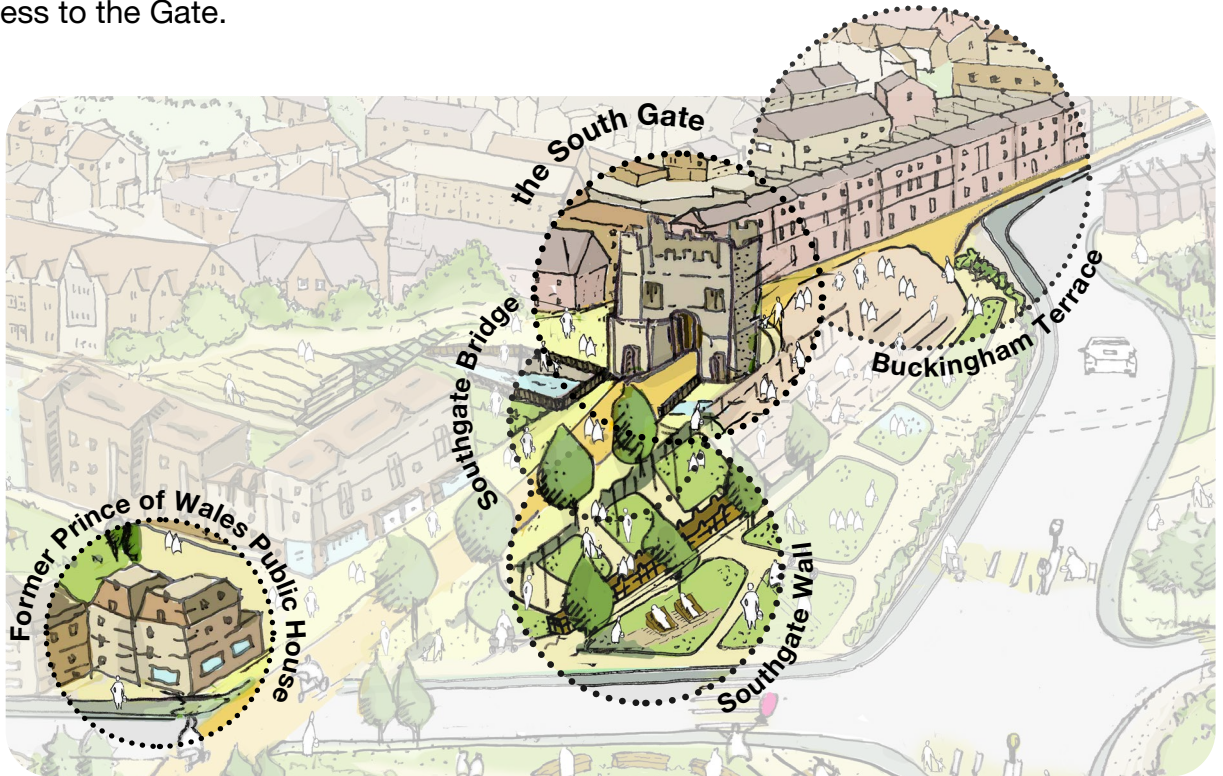 ess to the Gate.
the South Gate
Southgate Bridge
Buckingham Terrace
Former Prince of Wales Public House
Southgate Wall